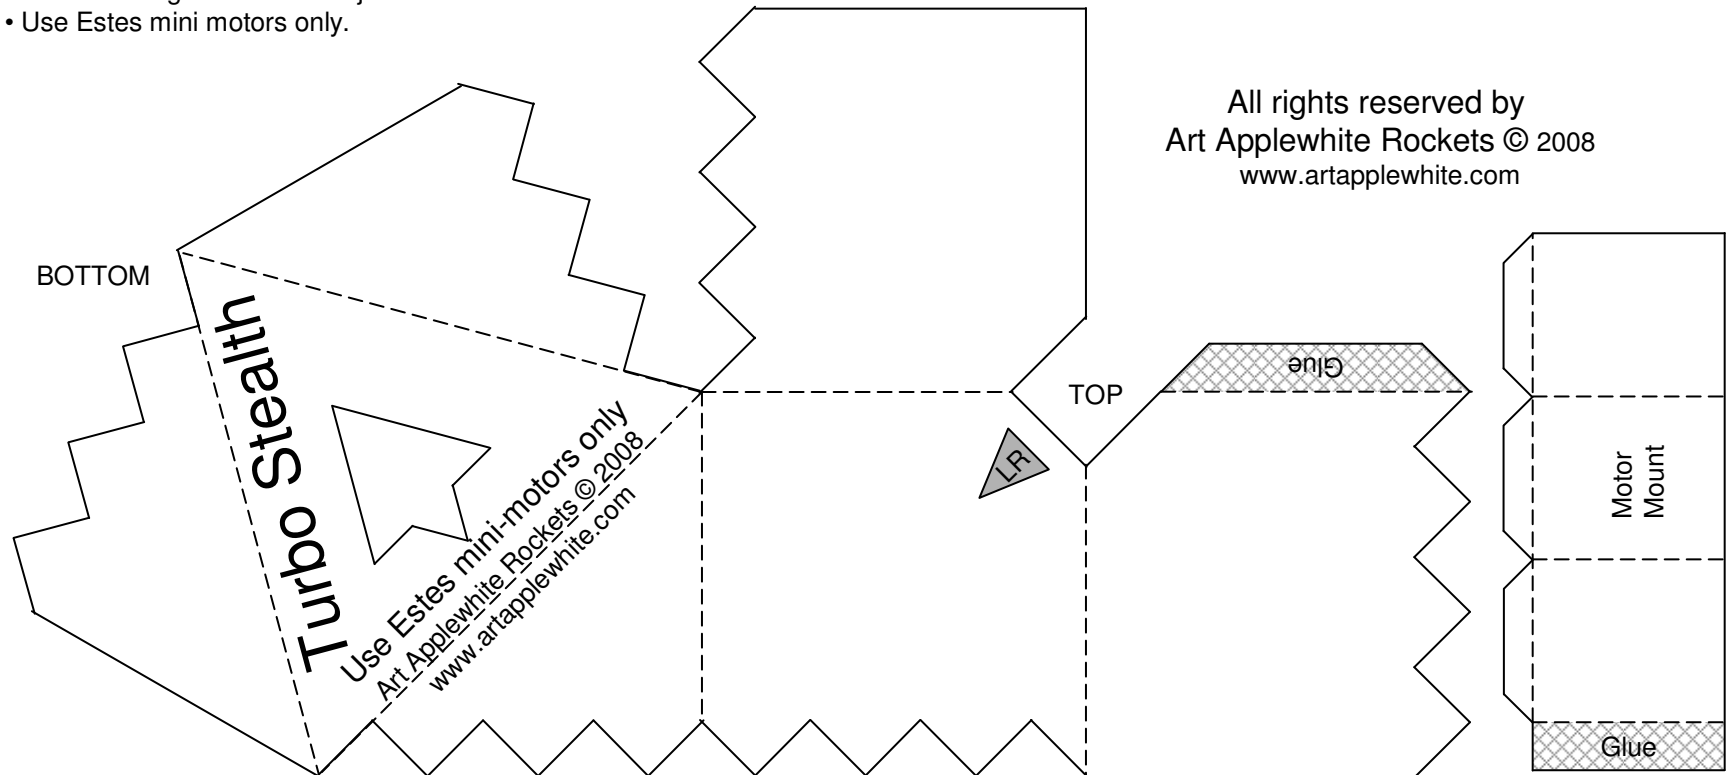 • Use Estes mini motors only.
All rights reserved by
Art Applewhite Rockets © 2008
www.artapplewhite.com
BOTTOM
Turbo Stealth
Use Estes mini-motors only
Art Applewhite Rockets © 2008
www.artapplewhite.com
TOP
LR
Glue
Motor
Mount
Glue